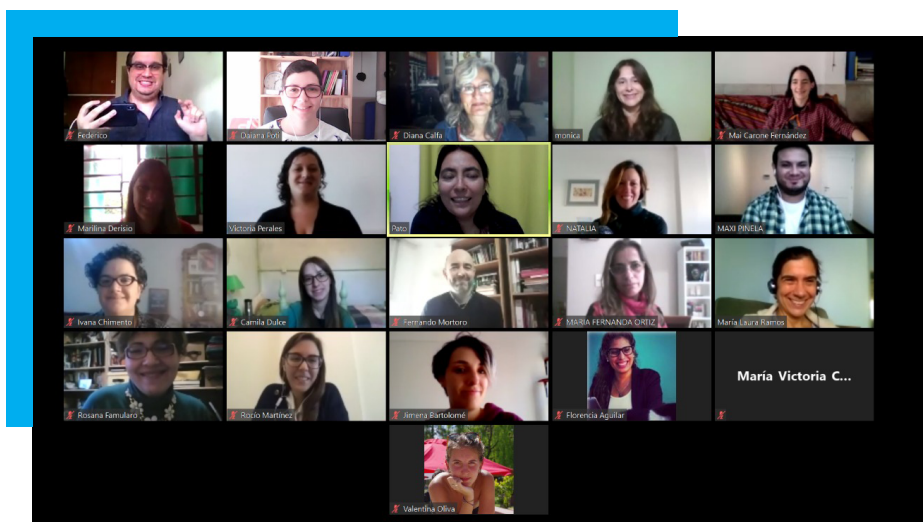 Federico
Daiana Poti
Diana Calfa
monica
Mai Carone Fernández
Marilina Derisio
Victoria Perales
Pato
NATALIA
MAXI PINELA
Ivana Chimento
Camila Dulce
Fernando Mortoro
MARIA FERNANDA ORTIZ
María Laura Ramos
Rosana Famularo
Rocío Martínez
Jimena Bartolomé
Florencia Aguilar
María Victoria C...
Valentina Oliva